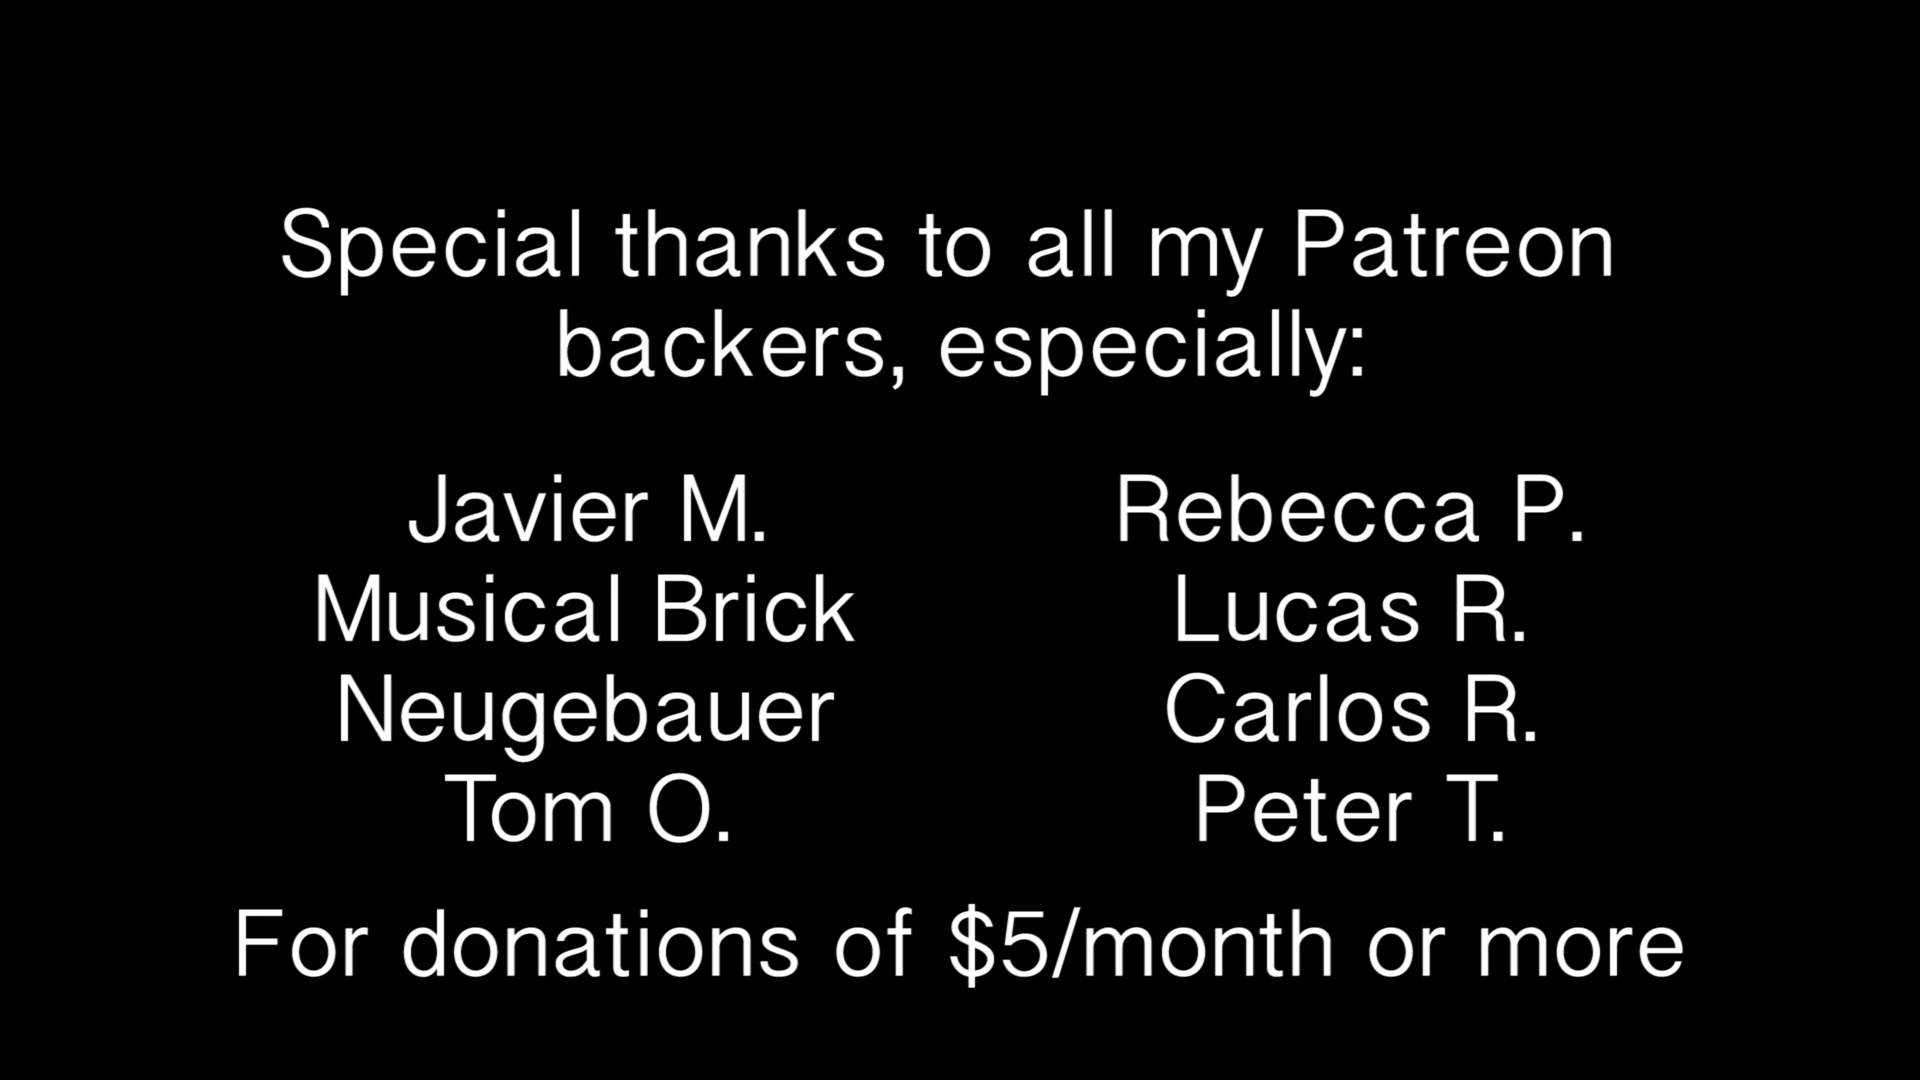 Special thanks to all my Patreon
backers, especially:
Javier M.
Musical Brick
Neugebauer
Tom O.
Rebecca P.
Lucas R.
Carlos R.
Peter T.
For donations of $5/month or more